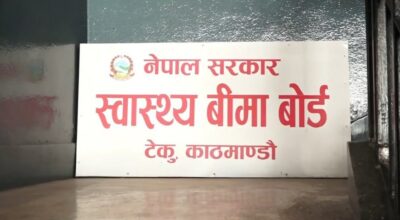 नेपाल सरकार
स्वास्थ्य बीमा बोर्ड
टेकु, काठमाण्डौ